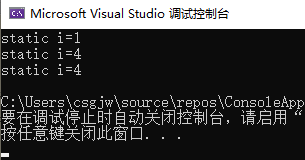 Microsoft Visual Studio 调试控制台
static i=1
static i=4
static i=4
C:\Users\csgjw\source\repos\ConsoleApp
要在调试停止时自动关闭控制台，请启用“
按任意键关闭此窗口. . .